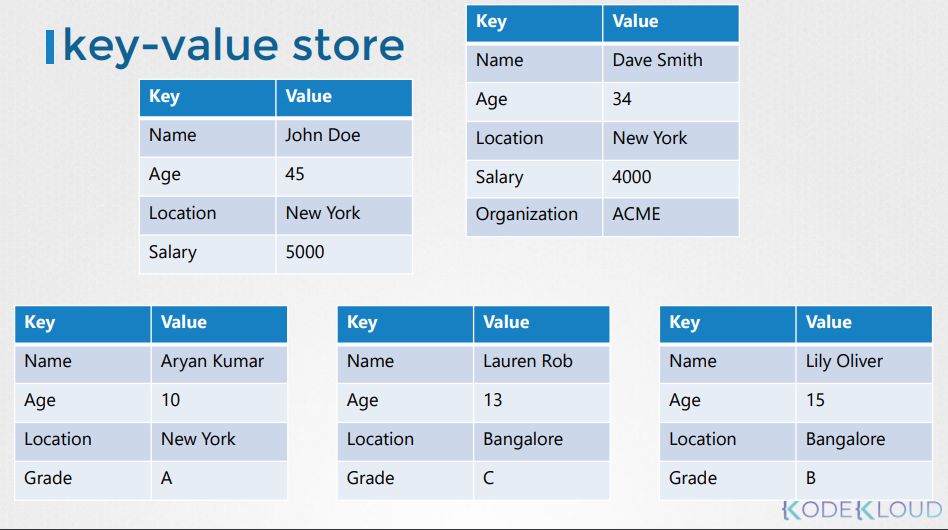 key-value store
Key Value
Name John Doe
Age 45
Location New York
Salary 5000
Key Value
Name Dave Smith
Age 34
Location New York
Salary 4000
Organization ACME
Key Value
Name Aryan Kumar
Age 10
Location New York
Grade A
Key Value
Name Lauren Rob
Age 13
Location Bangalore
Grade C
Key Value
Name Lily Oliver
Age 15
Location Bangalore
Grade B
KODEKLOUD